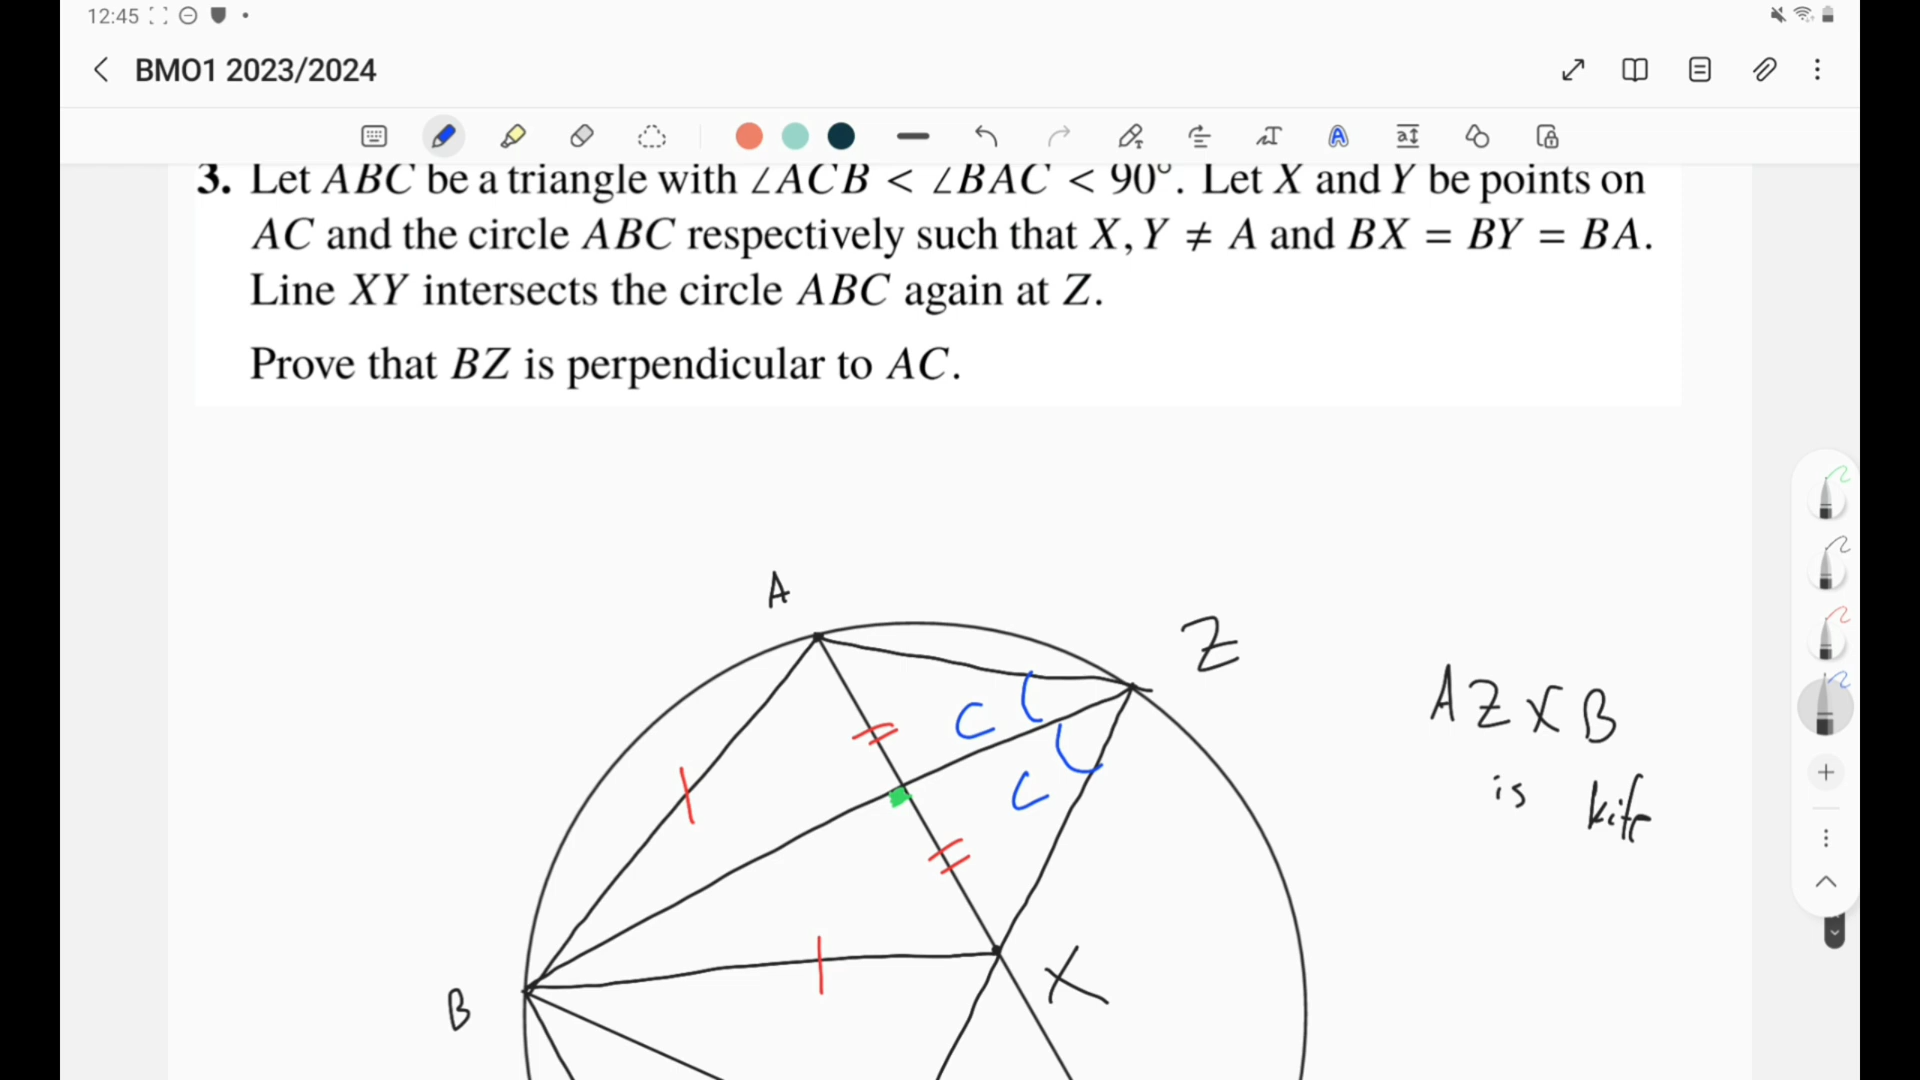 12:45
BMO1 2023/2024
3. Let ABC be a triangle with ∠ACB < ∠BAC < 90°. Let X and Y be points on
AC and the circle ABC respectively such that X, Y ≠ A and BX = BY = BA.
Line XY intersects the circle ABC again at Z.
Prove that BZ is perpendicular to AC.
A
Z
C
C
AZXB
is kite
X
B